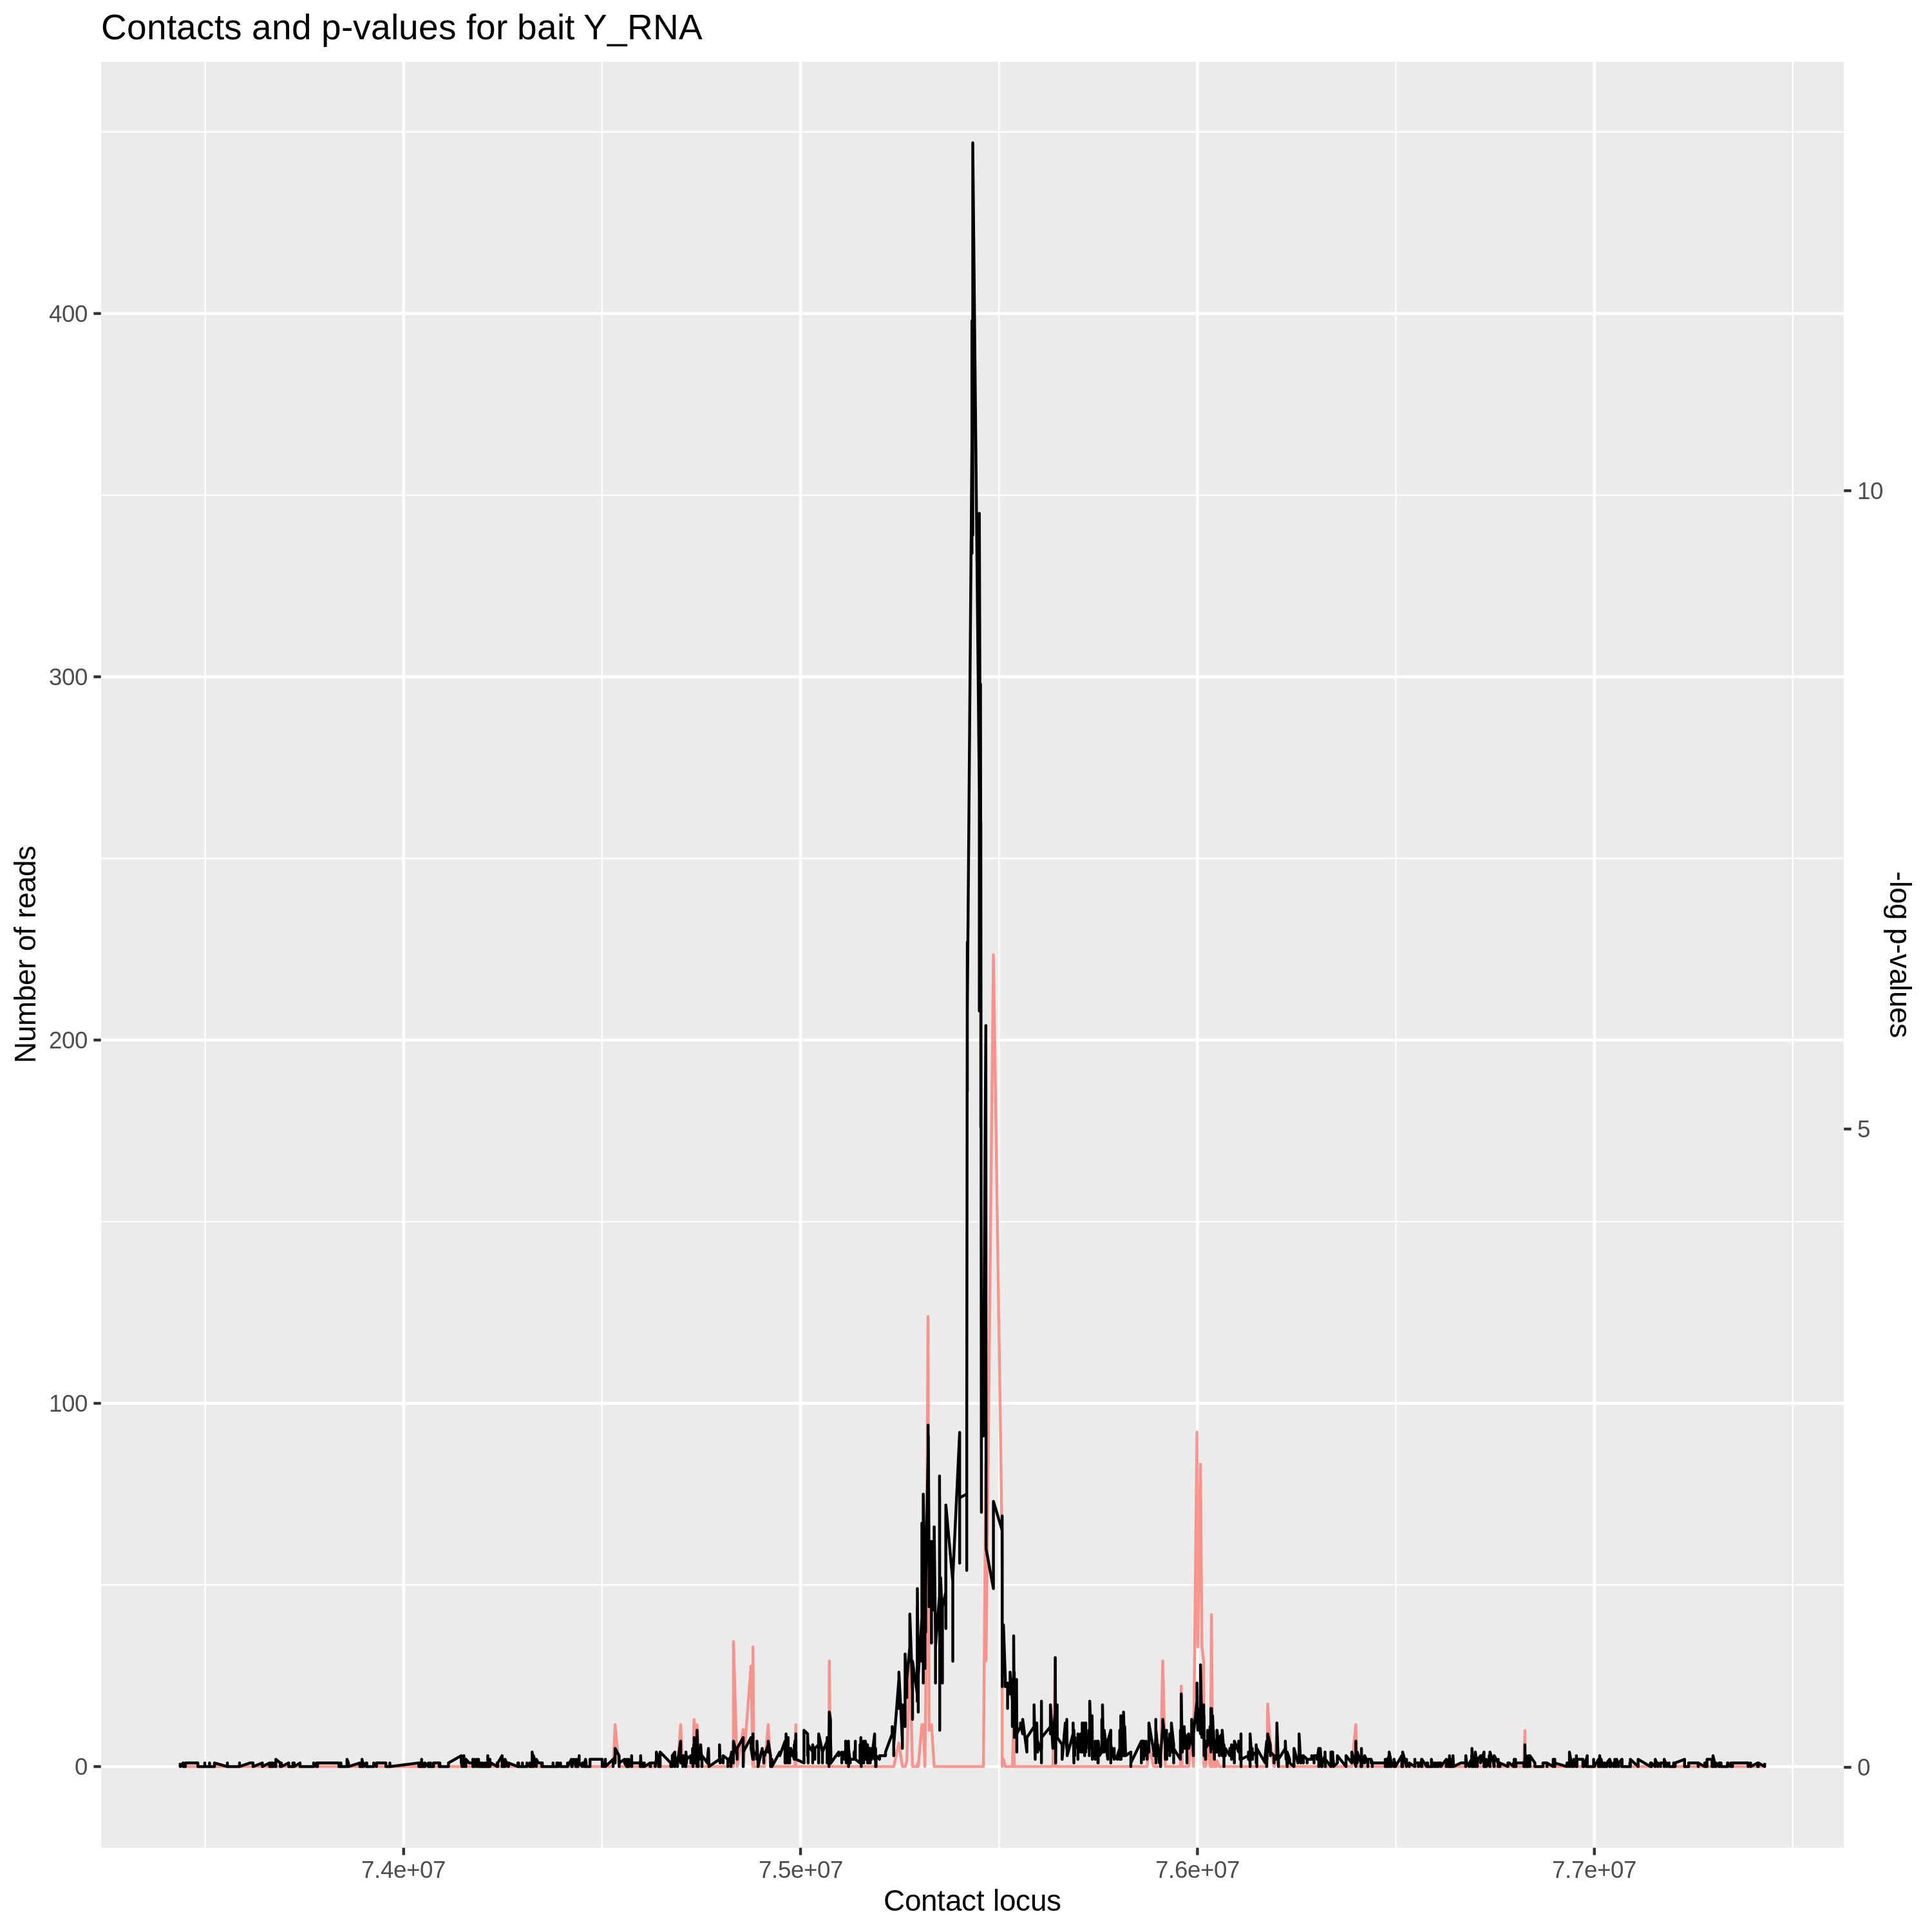 Contacts and p-values for bait Y_RNA
Number of reads
400
300
200
100
0
10
5
0
-log p-values
7.4e+07
7.5e+07
7.6e+07
7.7e+07
Contact locus